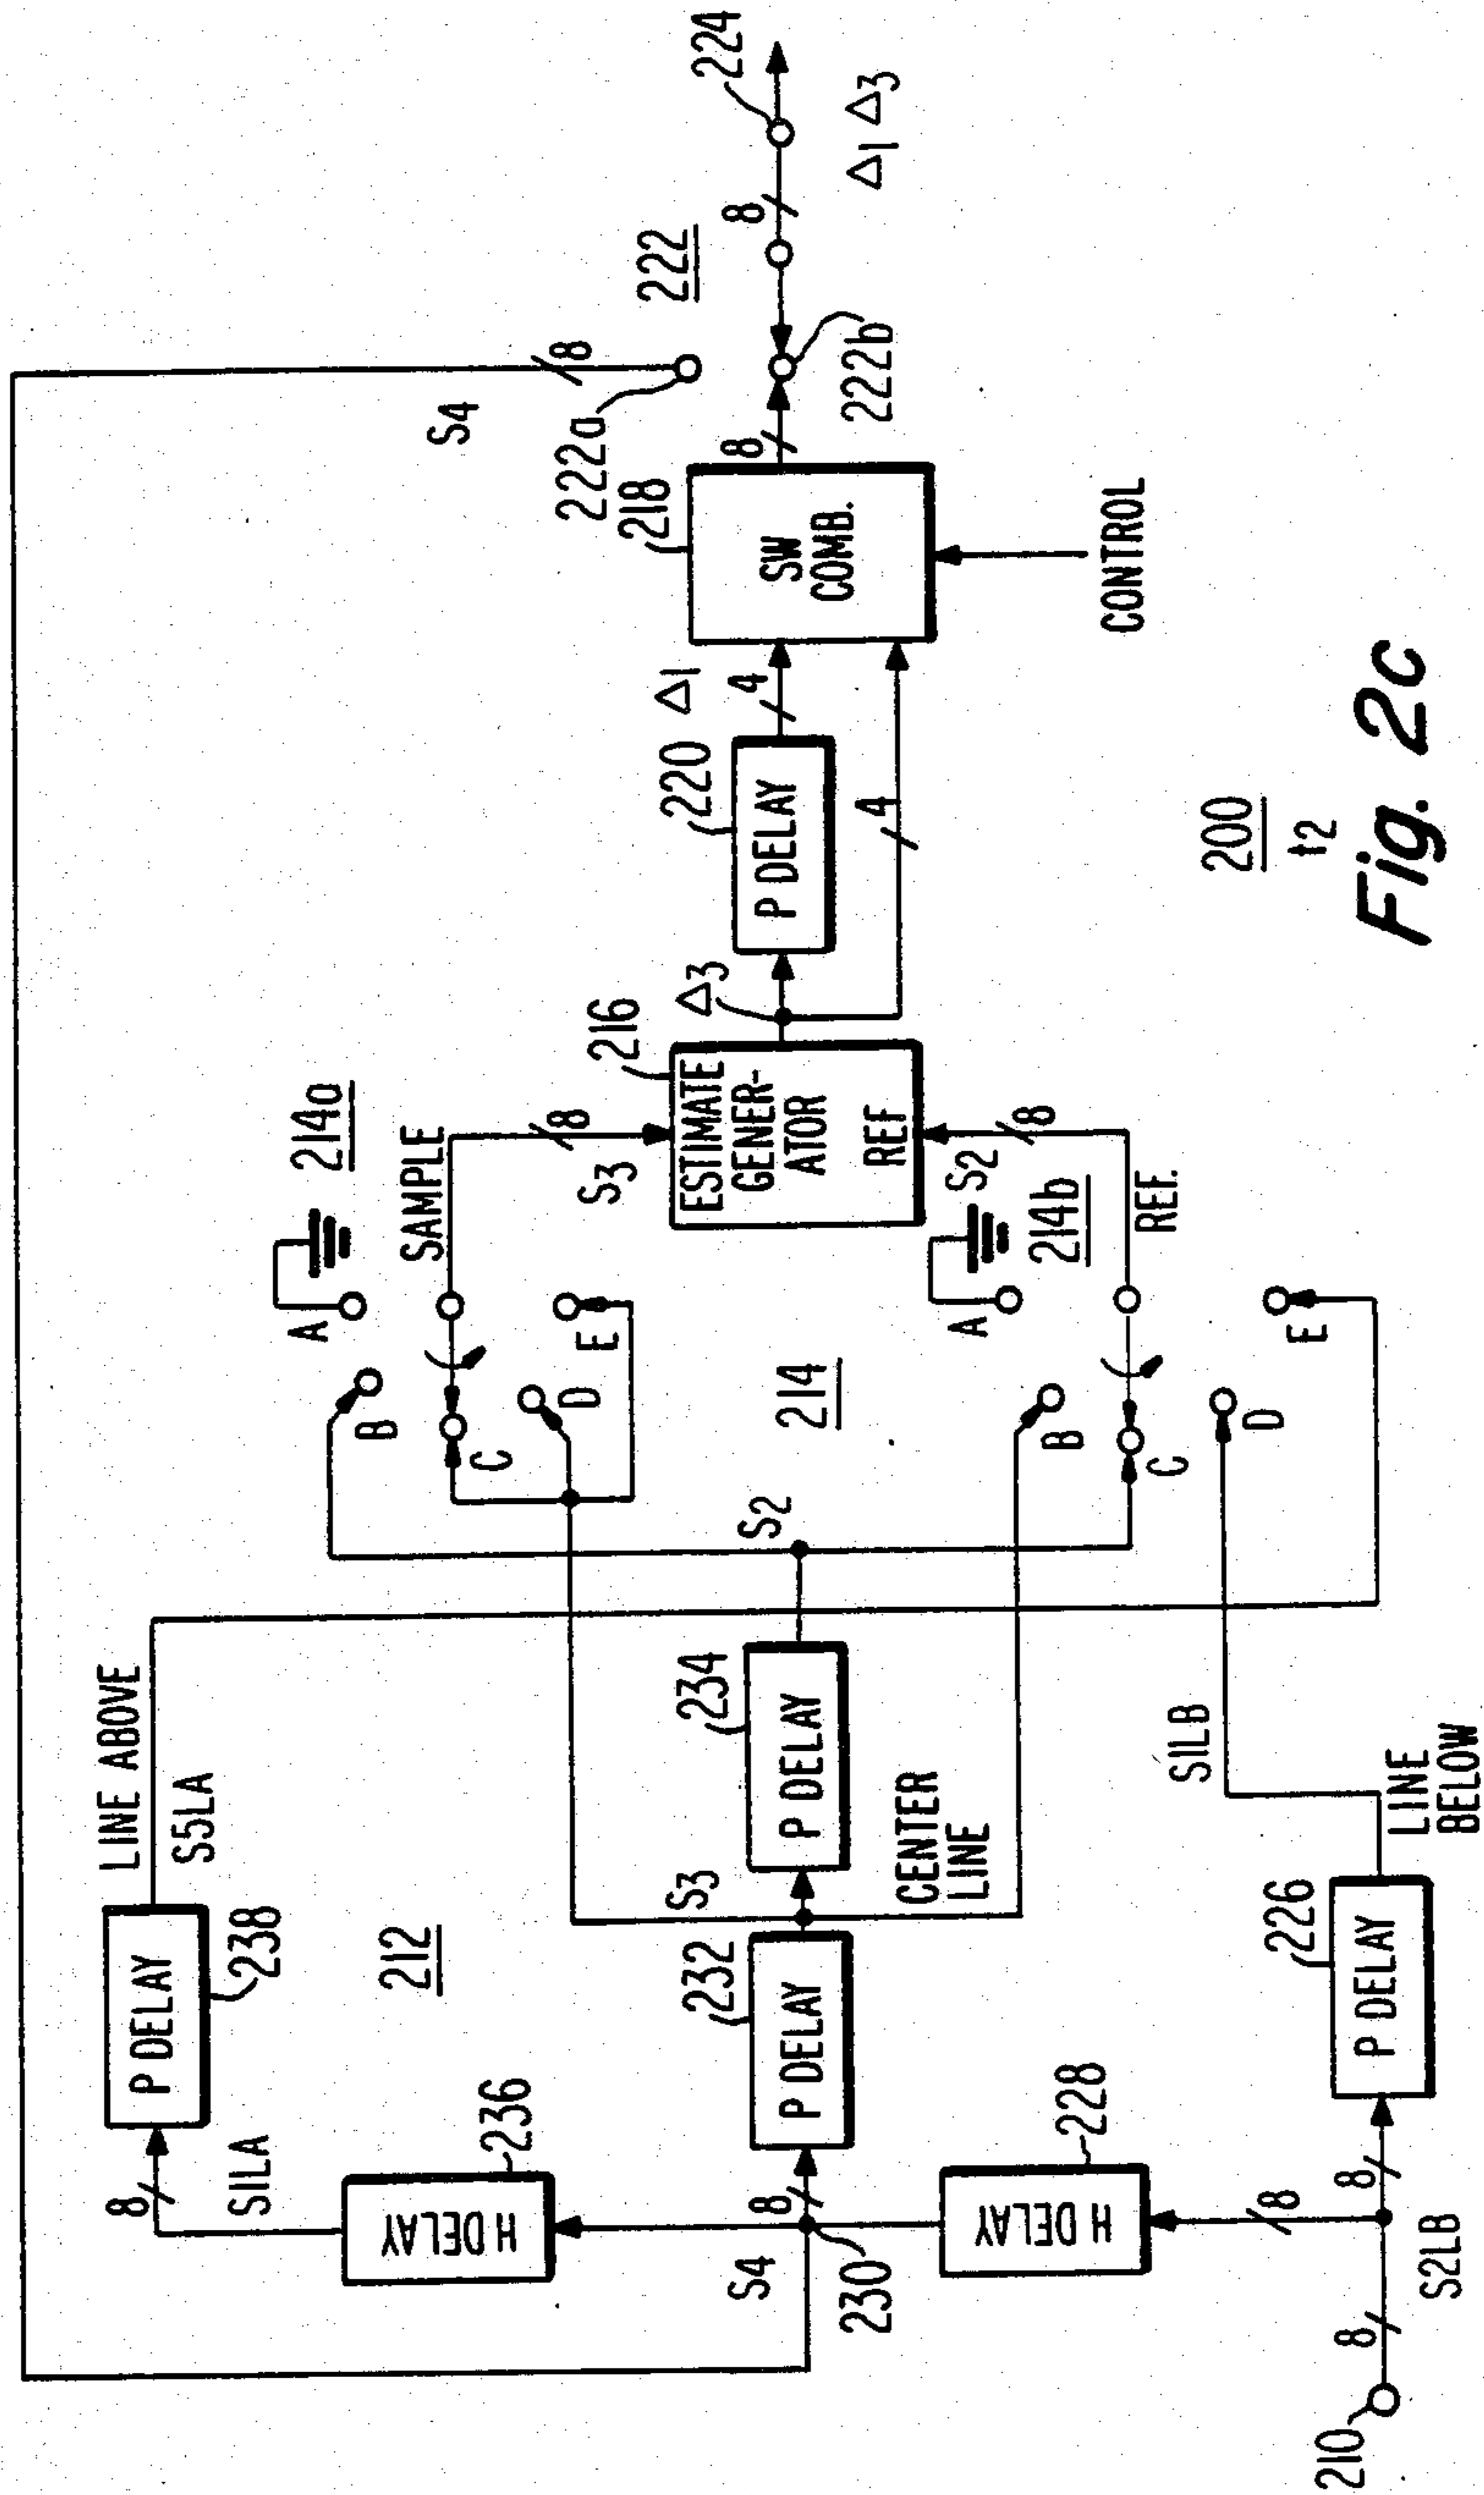 LINE ABOVE
S5LA
P DELAY
238
8
S1LA
H DELAY
236
212
S4
8
230
P DELAY
232
S3
CENTER
LINE
P DELAY
234
S2
H DELAY
228
8
210
8
S2LB
8
P DELAY
226
LINE
BELOW
S1LB
214
214a
A
B
C
D
E
SAMPLE
8
S3
214b
A
B
C
D
E
REF.
8
S2
ESTIMATE
GENER-
ATOR
REF
216
Δ3
P DELAY
220
Δ1
4
4
SW
COMB.
218
CONTROL
8
222a
222b
222
S4
8
8
224
Δ1 Δ3
200
t2
Fig. 2c